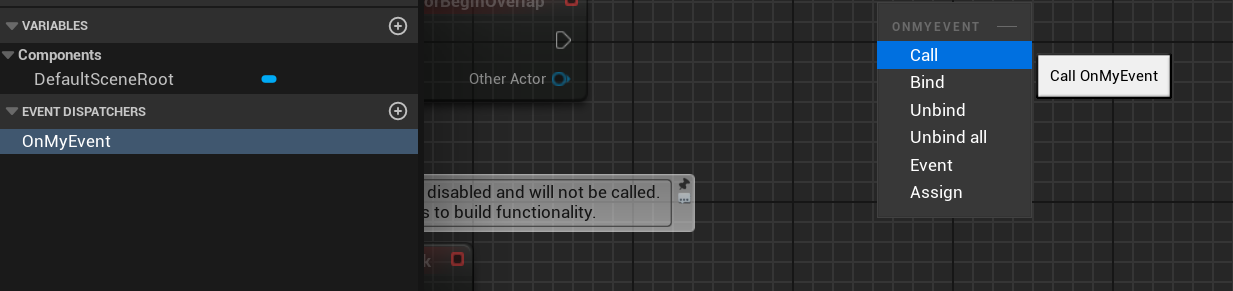 VARIABLES
Components
DefaultSceneRoot
EVENT DISPATCHERS
OnMyEvent
orBeginOverlap
Other Actor
disabled and will not be called.
s to build functionality.
k
ONMYEVENT
Call
Bind
Unbind
Unbind all
Event
Assign
Call OnMyEvent